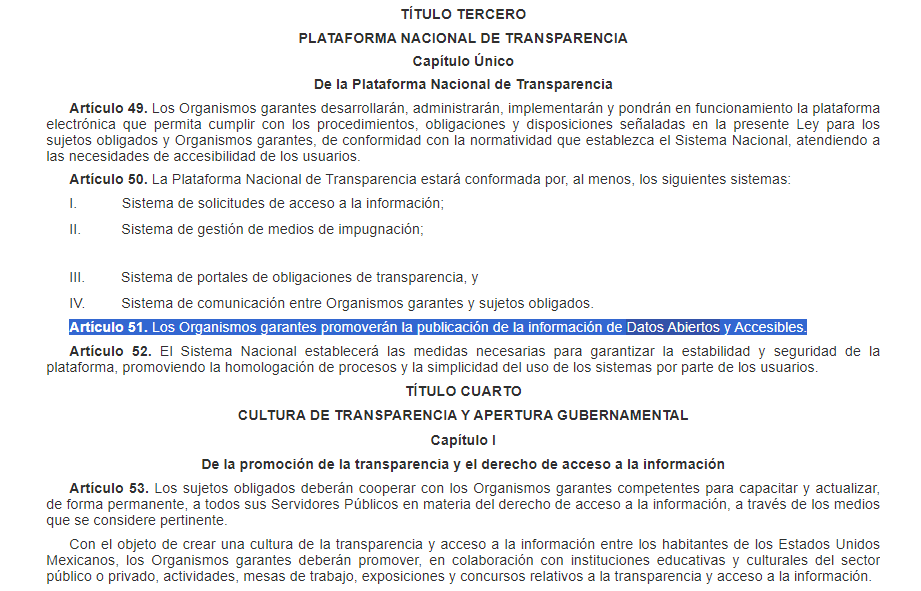 TÍTULO TERCERO
PLATAFORMA NACIONAL DE TRANSPARENCIA
Capítulo Único
De la Plataforma Nacional de Transparencia
Artículo 49. Los Organismos garantes desarrollarán, administrarán, implementarán y pondrán en funcionamiento la plataforma
electrónica que permita cumplir con los procedimientos, obligaciones y disposiciones señaladas en la presente Ley para los
sujetos obligados y Organismos garantes, de conformidad con la normatividad que establezca el Sistema Nacional, atendiendo a
las necesidades de accesibilidad de los usuarios.
Artículo 50. La Plataforma Nacional de Transparencia estará conformada por, al menos, los siguientes sistemas:
I. Sistema de solicitudes de acceso a la información;
II. Sistema de gestión de medios de impugnación;
III. Sistema de portales de obligaciones de transparencia, y
IV. Sistema de comunicación entre Organismos garantes y sujetos obligados.
Artículo 51. Los Organismos garantes promoverán la publicación de la información de Datos Abiertos y Accesibles.
Artículo 52. El Sistema Nacional establecerá las medidas necesarias para garantizar la estabilidad y seguridad de la
plataforma, promoviendo la homologación de procesos y la simplicidad del uso de los sistemas por parte de los usuarios.
TÍTULO CUARTO
CULTURA DE TRANSPARENCIA Y APERTURA GUBERNAMENTAL
Capítulo I
De la promoción de la transparencia y el derecho de acceso a la información
Artículo 53. Los sujetos obligados deberán cooperar con los Organismos garantes competentes para capacitar y actualizar,
de forma permanente, a todos sus Servidores Públicos en materia del derecho de acceso a la información, a través de los medios
que se considere pertinente.
Con el objeto de crear una cultura de la transparencia y acceso a la información entre los habitantes de los Estados Unidos
Mexicanos, los Organismos garantes deberán promover, en colaboración con instituciones educativas y culturales del sector
público o privado, actividades, mesas de trabajo, exposiciones y concursos relativos a la transparencia y acceso a la información.